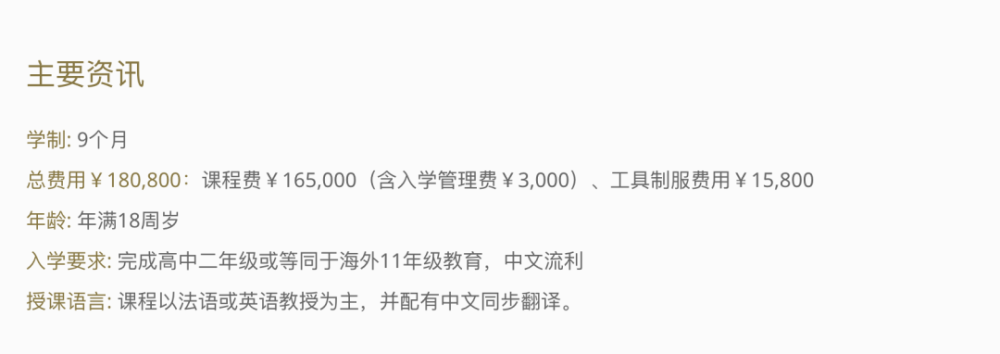 主要资讯
学制: 9个月
总费用￥180,800：课程费￥165,000（含入学管理费￥3,000）、工具制服费用￥15,800
年龄: 年满18周岁
入学要求: 完成高中二年级或等同于海外11年级教育，中文流利
授课语言: 课程以法语或英语教授为主，并配有中文同步翻译。